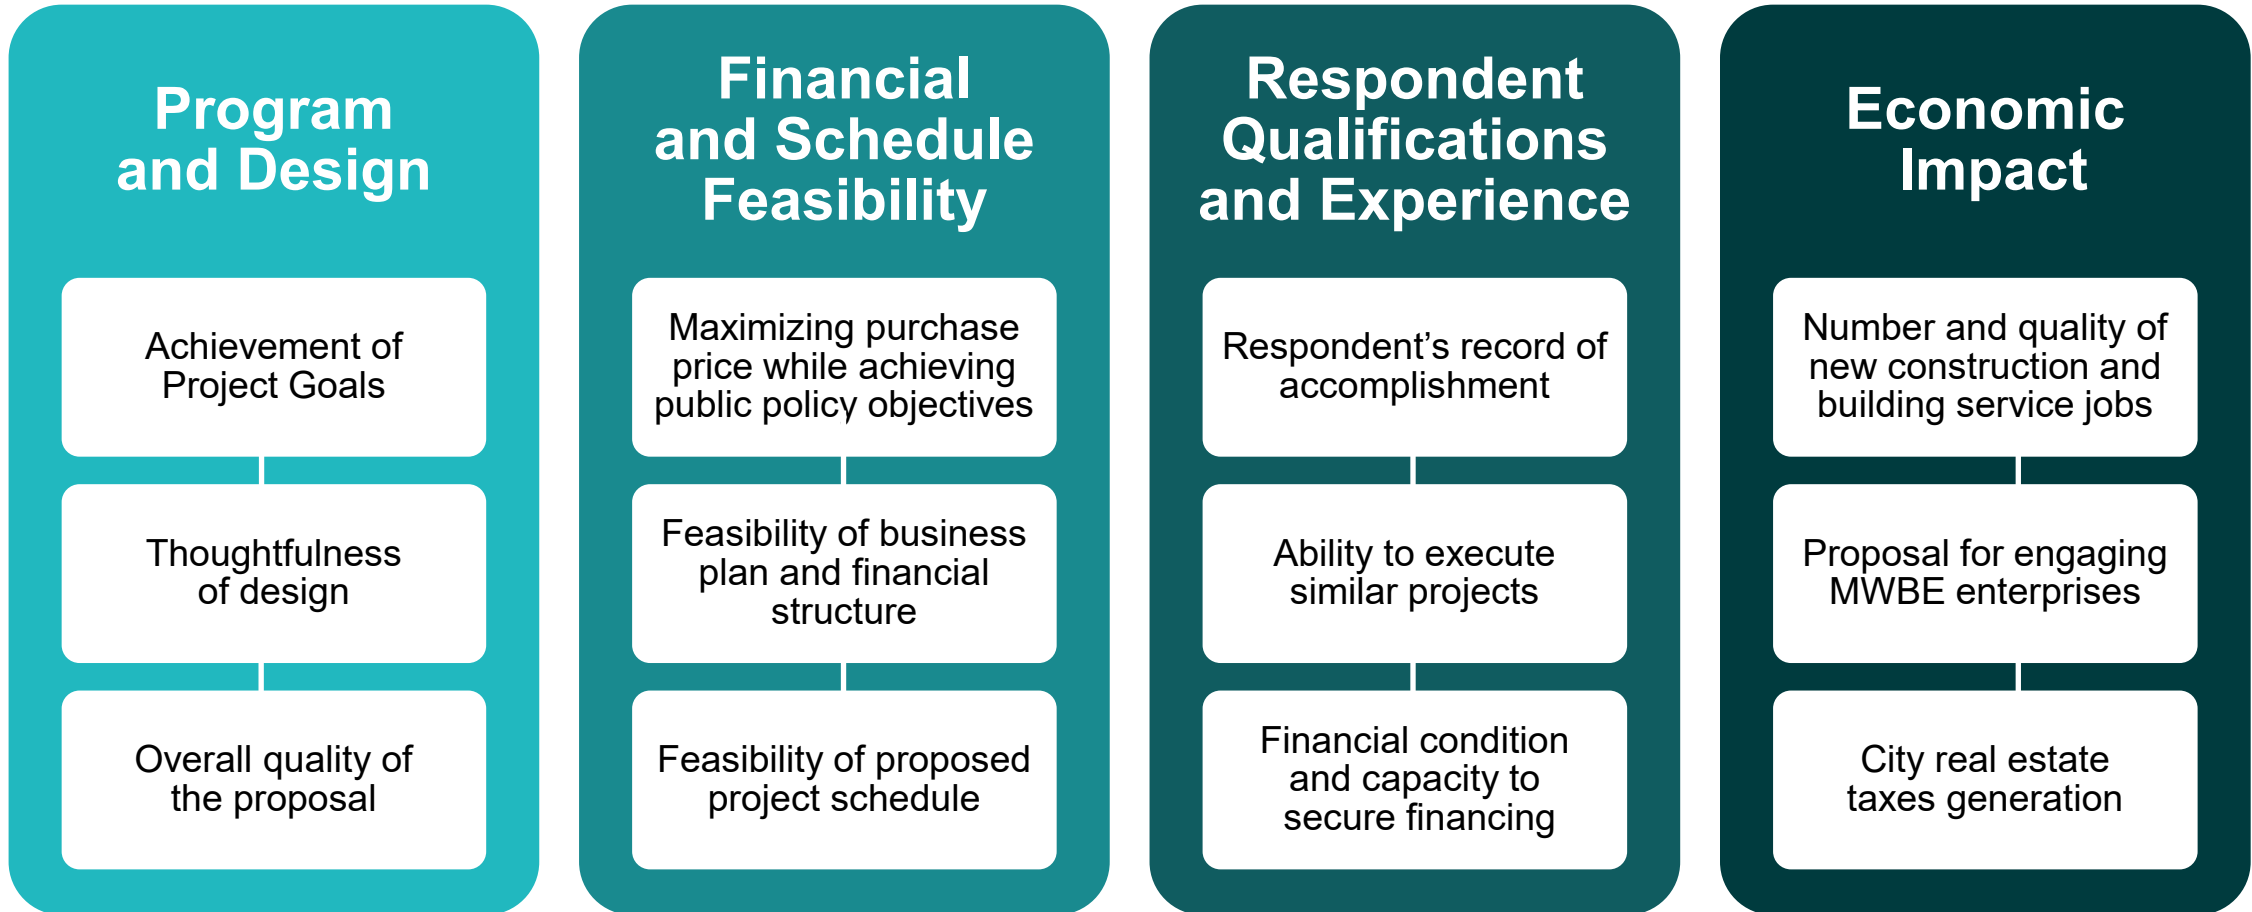 Program
and Design
Achievement of
Project Goals
Thoughtfulness
of design
Overall quality of
the proposal
Financial
and Schedule
Feasibility
Maximizing purchase
price while achieving
public policy objectives
Feasibility of business
plan and financial
structure
Feasibility of proposed
project schedule
Respondent
Qualifications
and Experience
Respondent’s record of
accomplishment
Ability to execute
similar projects
Financial condition
and capacity to
secure financing
Economic
Impact
Number and quality of
new construction and
building service jobs
Proposal for engaging
MWBE enterprises
City real estate
taxes generation